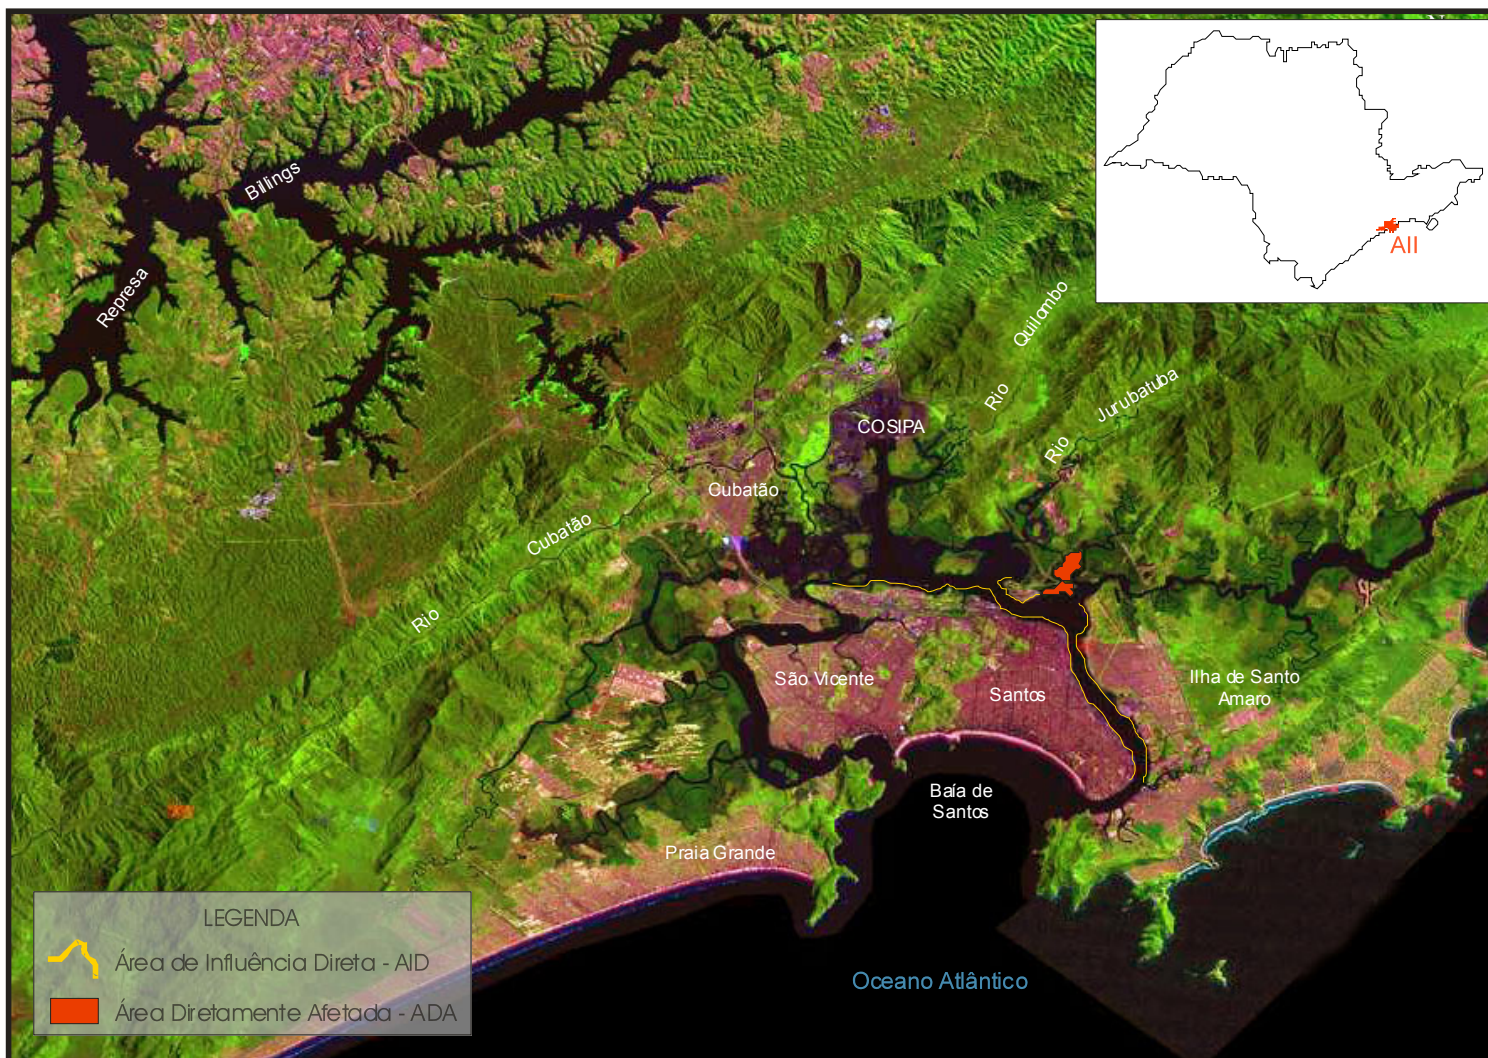 AII
Billings
Represa
Rio
Quilombo
Rio
Jurubatuba
COSIPA
Cubatão
Rio
Cubatão
São Vicente
Santos
Ilha de Santo
Amaro
Baía de
Santos
Praia Grande
Oceano Atlântico
LEGENDA
Área de Influência Direta - AID
Área Diretamente Afetada - ADA